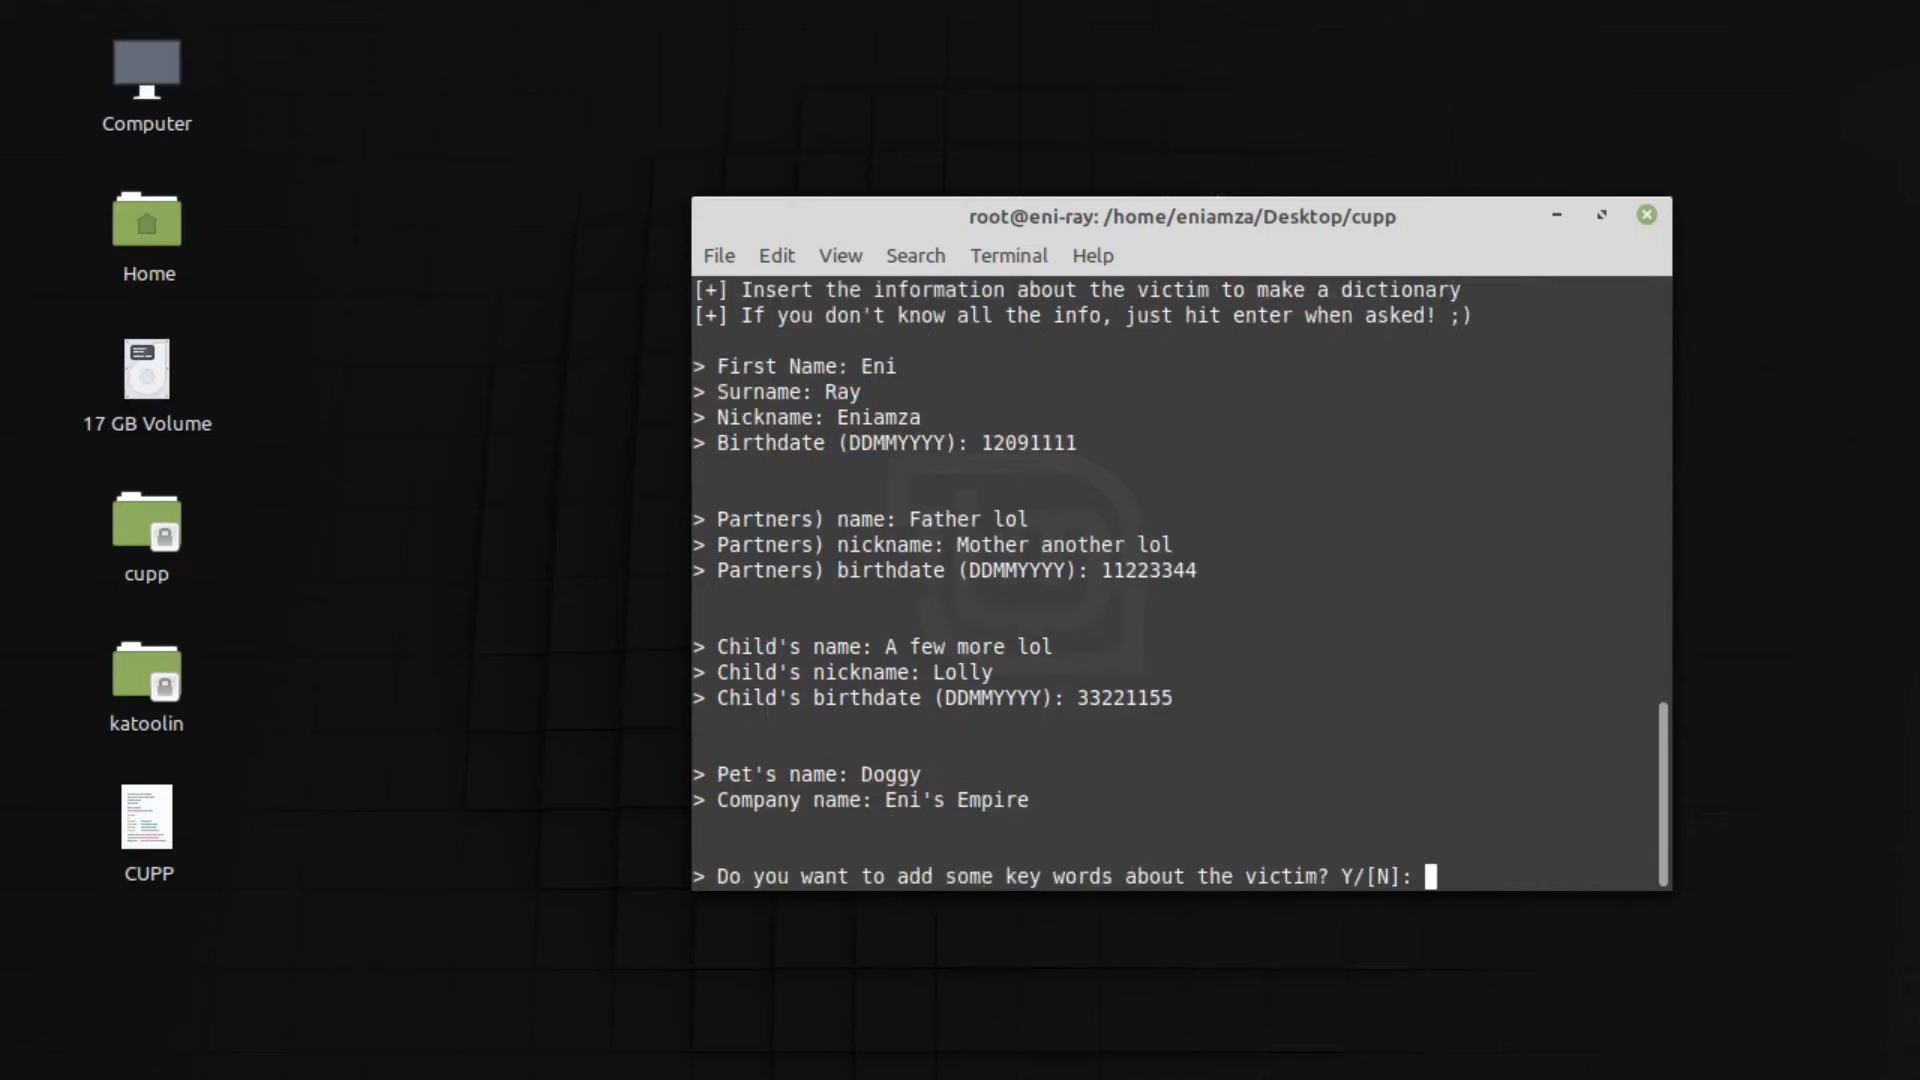 Computer
Home
17 GB Volume
cupp
katoolin
CUPP
root@eni-ray: /home/eniamza/Desktop/cupp
File Edit View Search Terminal Help
[+] Insert the information about the victim to make a dictionary
[+] If you don't know all the info, just hit enter when asked! ;)
> First Name: Eni
> Surname: Ray
> Nickname: Eniamza
> Birthdate (DDMMYYYY): 12091111
> Partners) name: Father lol
> Partners) nickname: Mother another lol
> Partners) birthdate (DDMMYYYY): 11223344
> Child's name: A few more lol
> Child's nickname: Lolly
> Child's birthdate (DDMMYYYY): 33221155
> Pet's name: Doggy
> Company name: Eni's Empire
> Do you want to add some key words about the victim? Y/[N]: